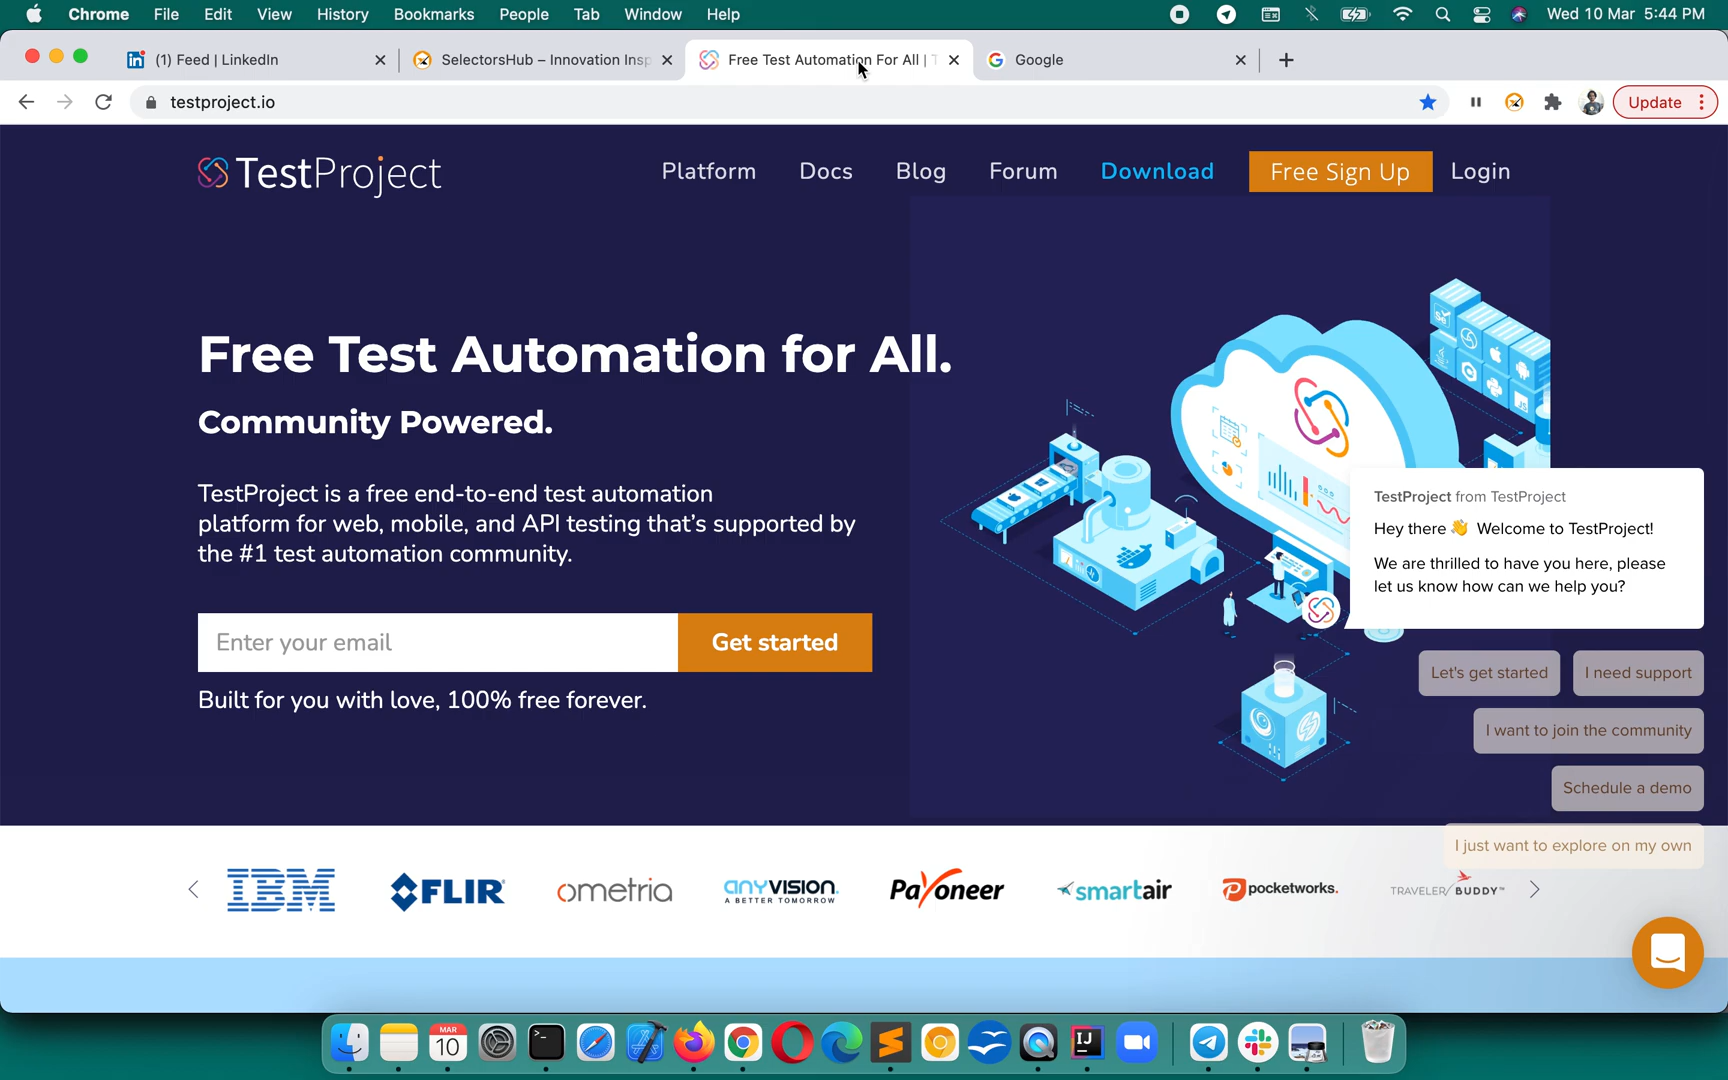 Chrome File Edit View History Bookmarks People Tab Window Help Wed 10 Mar 5:44 PM
(1) Feed | LinkedIn SelectorsHub – Innovation Insp Free Test Automation For All | T Google
testproject.io Update
TestProject Platform Docs Blog Forum Download Free Sign Up Login
Free Test Automation for All.
Community Powered.
TestProject is a free end-to-end test automation
platform for web, mobile, and API testing that’s supported by
the #1 test automation community.
Enter your email Get started
Built for you with love, 100% free forever.
TestProject from TestProject
Hey there 👋 Welcome to TestProject!
We are thrilled to have you here, please
let us know how can we help you?
Let's get started I need support
I want to join the community
Schedule a demo
I just want to explore on my own
IBM FLIR ometria anyvision. Payoneer smartair pocketworks. TRAVELER BUDDY™
A BETTER TOMORROW
MAR
10
IJ